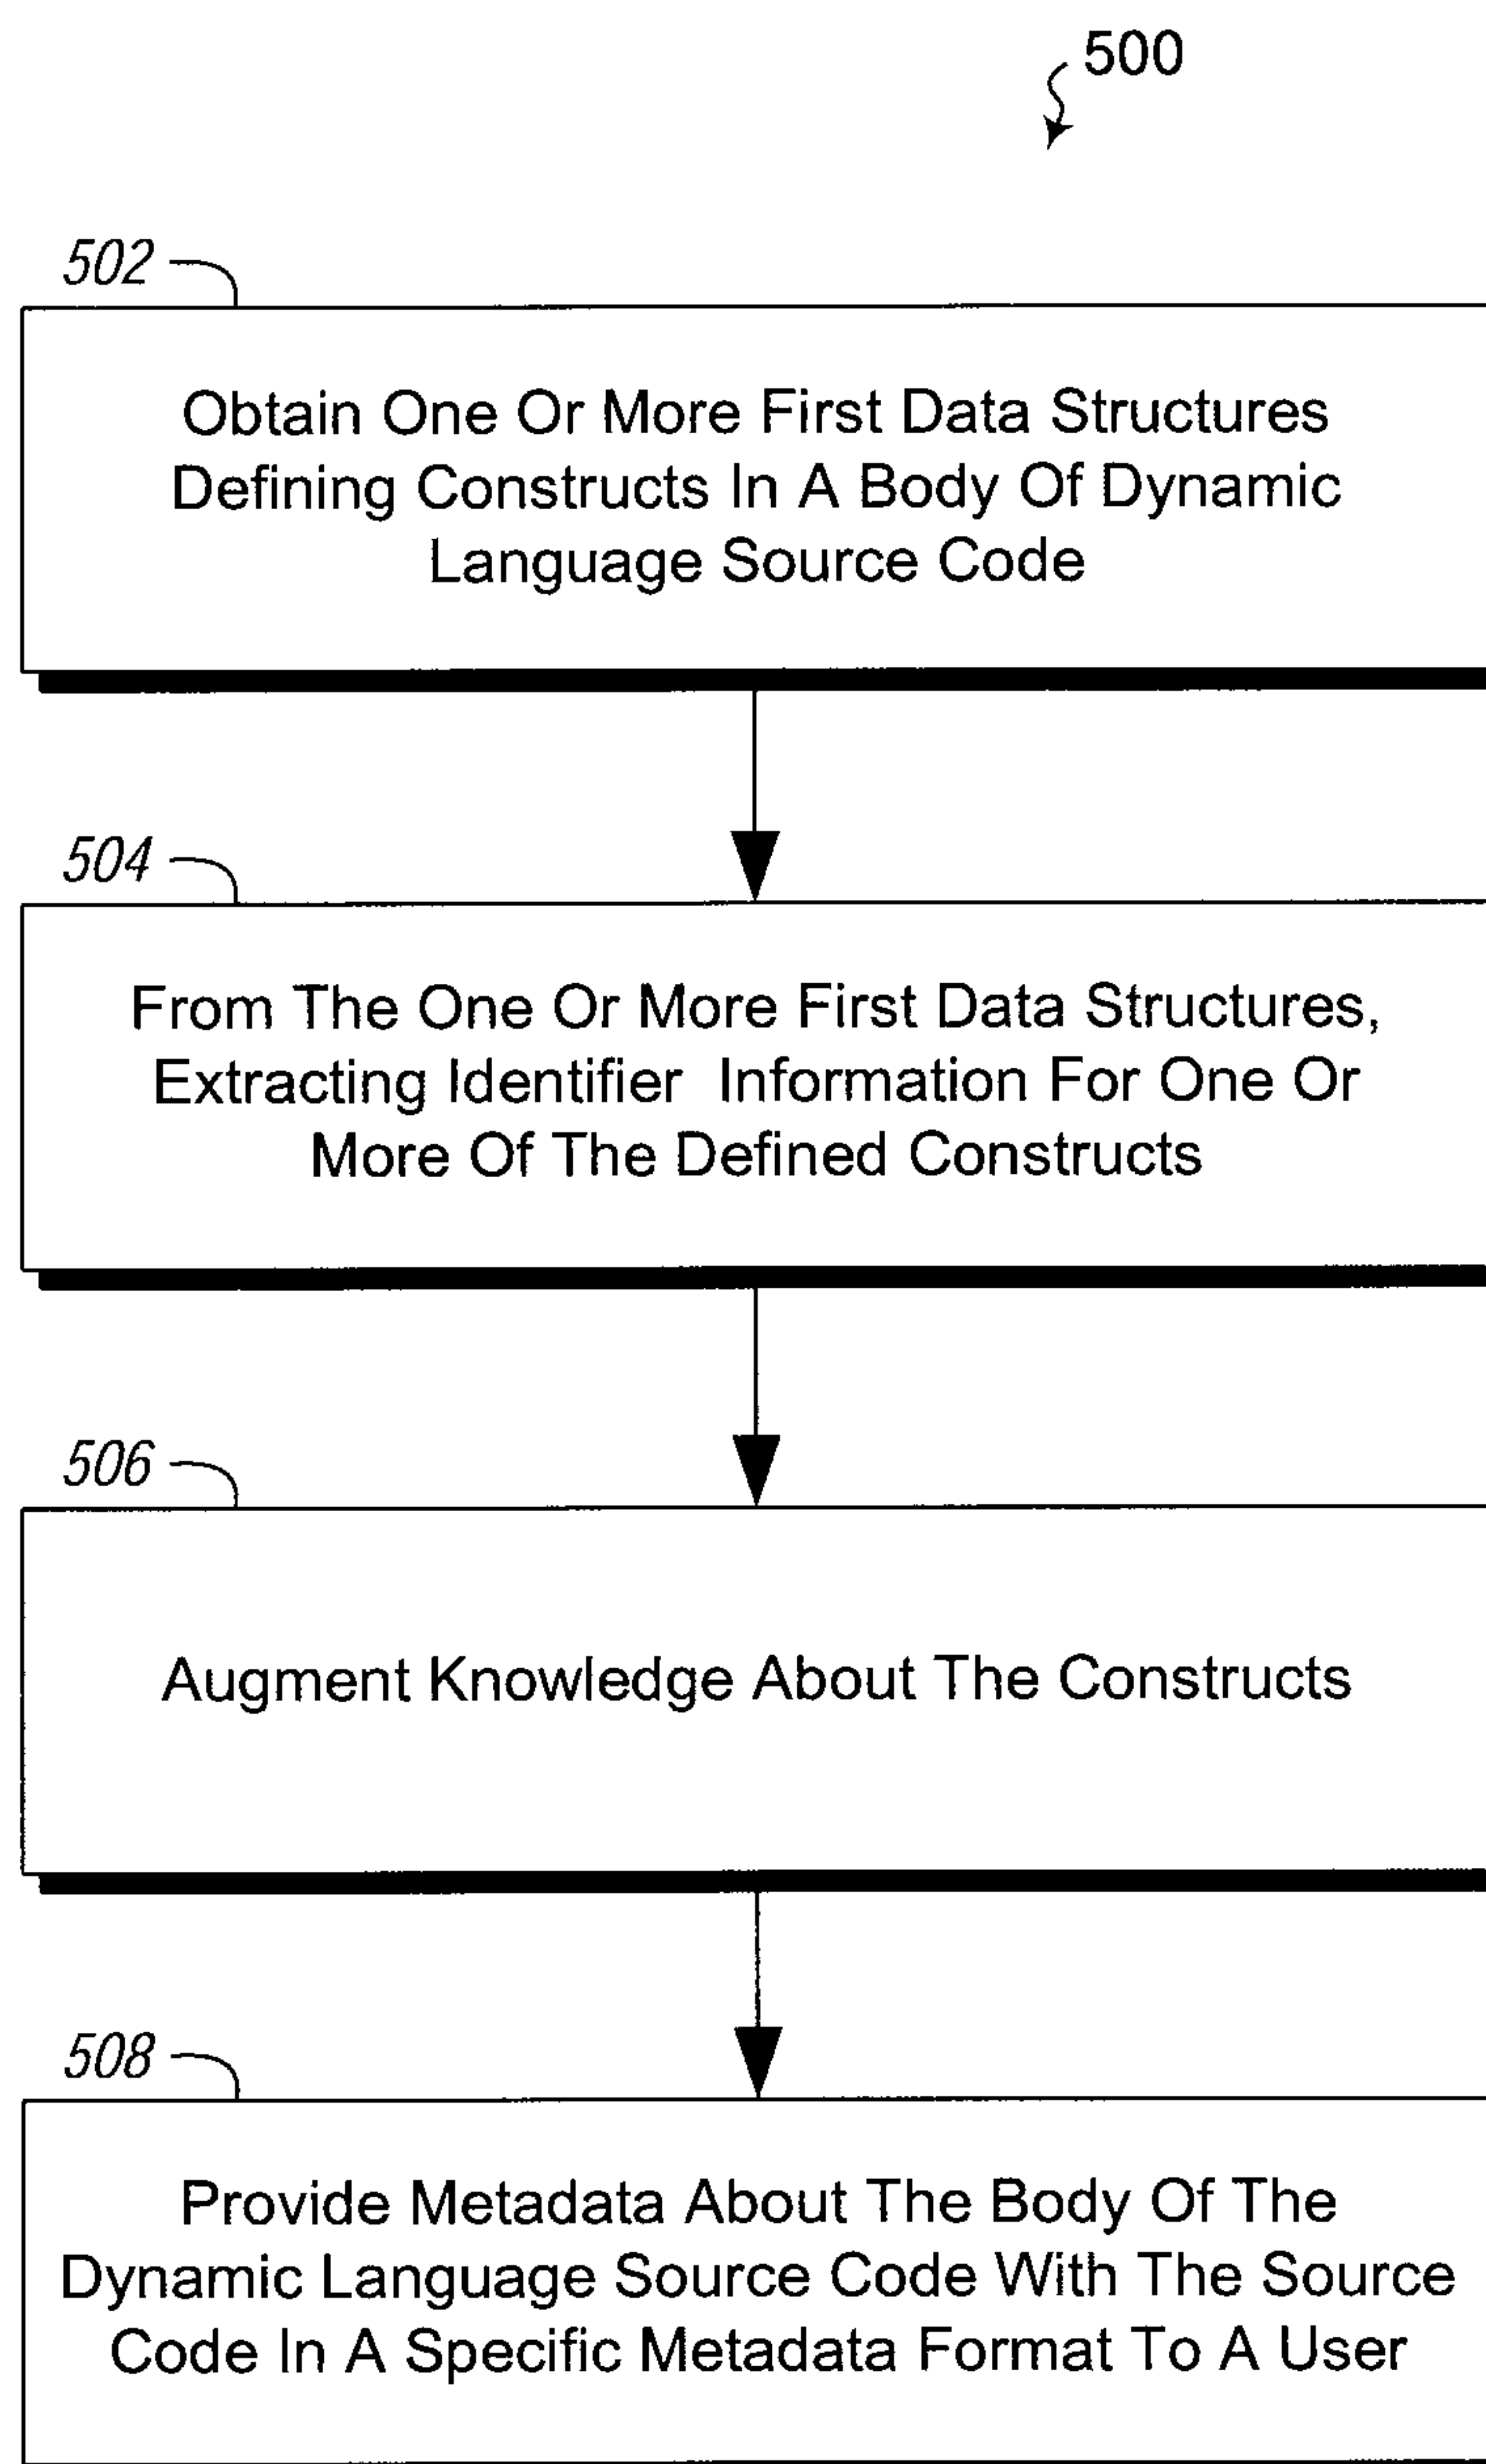 500
502
Obtain One Or More First Data Structures
Defining Constructs In A Body Of Dynamic
Language Source Code
504
From The One Or More First Data Structures,
Extracting Identifier Information For One Or
More Of The Defined Constructs
506
Augment Knowledge About The Constructs
508
Provide Metadata About The Body Of The
Dynamic Language Source Code With The Source
Code In A Specific Metadata Format To A User